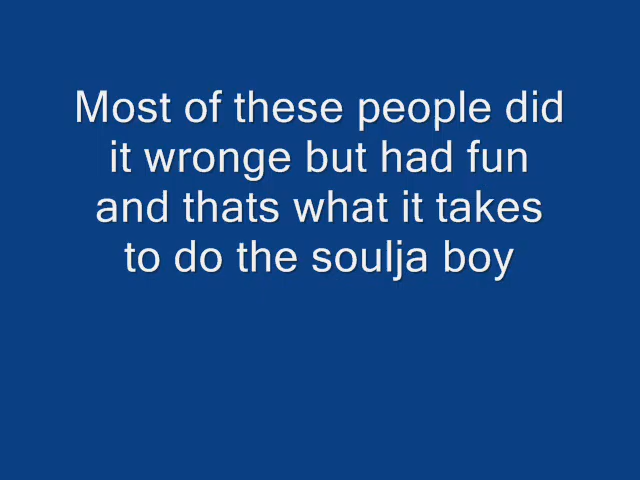 Most of these people did
it wronge but had fun
and thats what it takes
to do the soulja boy